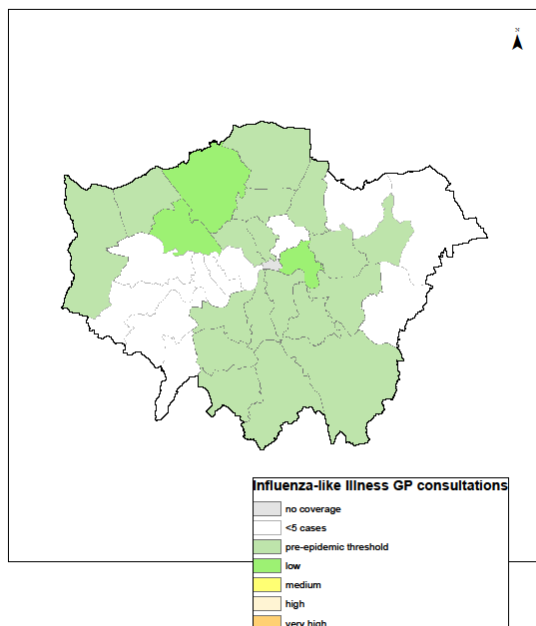 Influenza-like Illness GP consultations
no coverage
<5 cases
pre-epidemic threshold
low
medium
high
very high